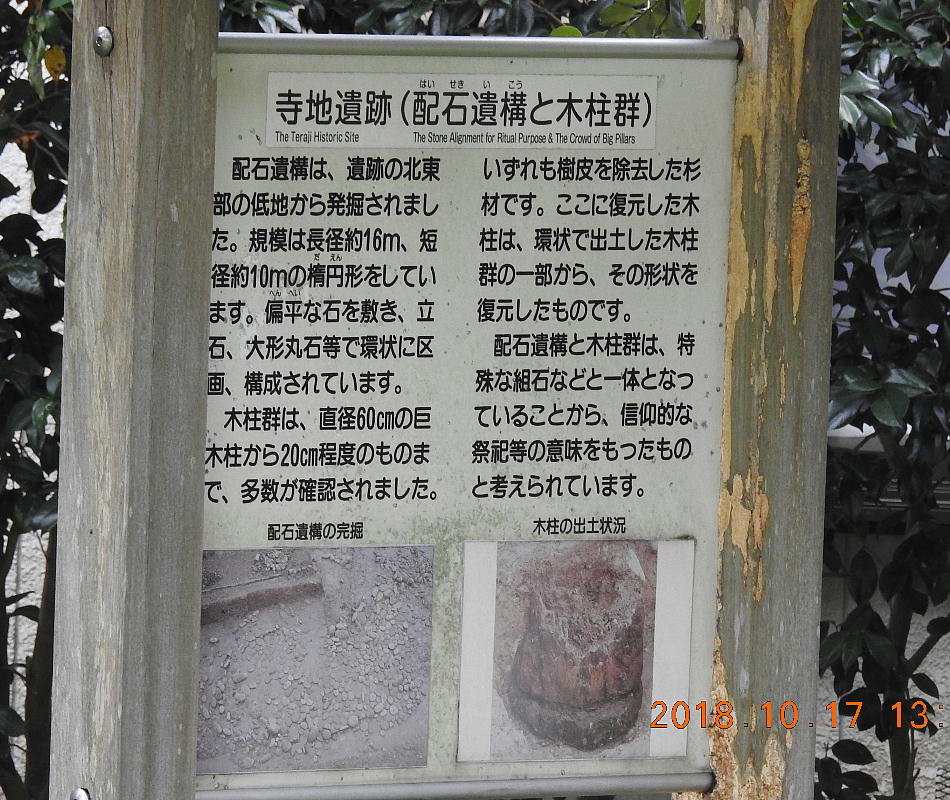 はい せき い こう
寺地遺跡(配石遺構と木柱群)
The Teraji Historic Site
The Stone Alignment for Ritual Purpose & The Crowd of Big Pillars
配石遺構は、遺跡の北東
部の低地から発掘されまし
た。規模は長径約16m、短
だ えん
径約10mの楕円形をしてい
へん ぺい
ます。偏平な石を敷き、立
石、大形丸石等で環状に区
画、構成されています。
木柱群は、直径60cmの巨
木柱から20cm程度のものま
で、多数が確認されました。
いずれも樹皮を除去した杉
材です。ここに復元した木
柱は、環状で出土した木柱
群の一部から、その形状を
復元したものです。
配石遺構と木柱群は、特
殊な組石などと一体となっ
ていることから、信仰的な
祭祀等の意味をもったもの
と考えられています。
配石遺構の完掘
木柱の出土状況
2018.10.17 13: